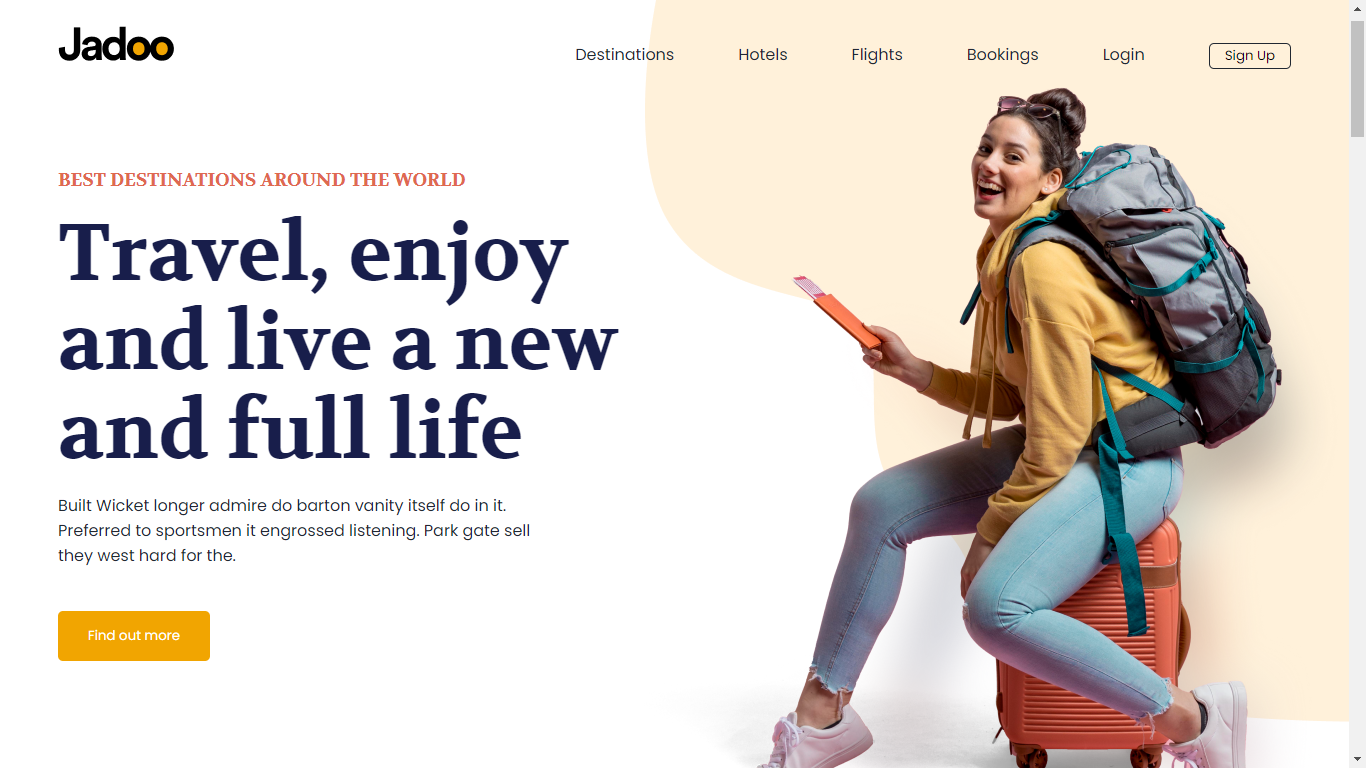 Jadoo
Destinations Hotels Flights Bookings Login Sign Up
BEST DESTINATIONS AROUND THE WORLD
Travel, enjoy
and live a new
and full life
Built Wicket longer admire do barton vanity itself do in it.
Preferred to sportsmen it engrossed listening. Park gate sell
they west hard for the.
Find out more